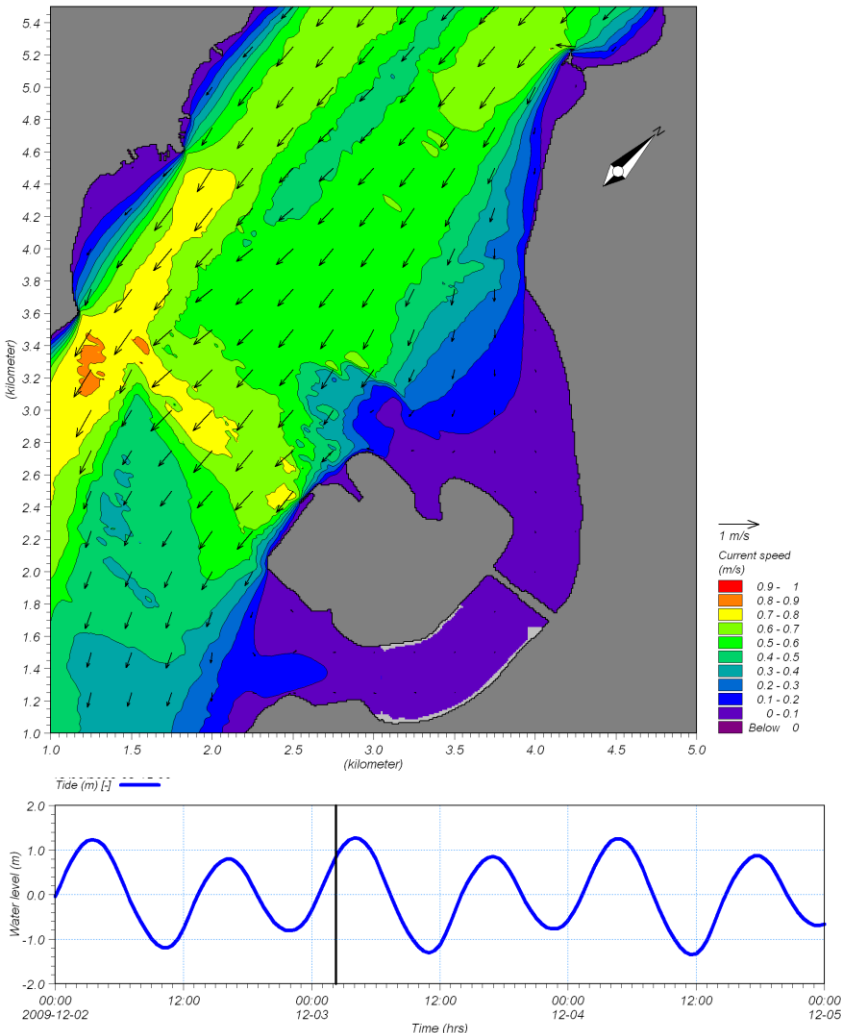 5.4
5.2
5.0
4.8
4.6
4.4
4.2
4.0
3.8
3.6
3.4
3.2
3.0
2.8
2.6
2.4
2.2
2.0
1.8
1.6
1.4
1.2
1.0
(kilometer)
N
1.0 1.5 2.0 2.5 3.0 3.5 4.0 4.5 5.0
(kilometer)
1 m/s
Current speed
(m/s)
0.9 - 1
0.8 - 0.9
0.7 - 0.8
0.6 - 0.7
0.5 - 0.6
0.4 - 0.5
0.3 - 0.4
0.2 - 0.3
0.1 - 0.2
0 - 0.1
Below 0
Tide (m) [-]
2.0
1.0
0.0
-1.0
-2.0
Water level (m)
00:00 12:00 00:00 12:00 00:00 12:00 00:00
2009-12-02 12-03 12-04 12-05
Time (hrs)